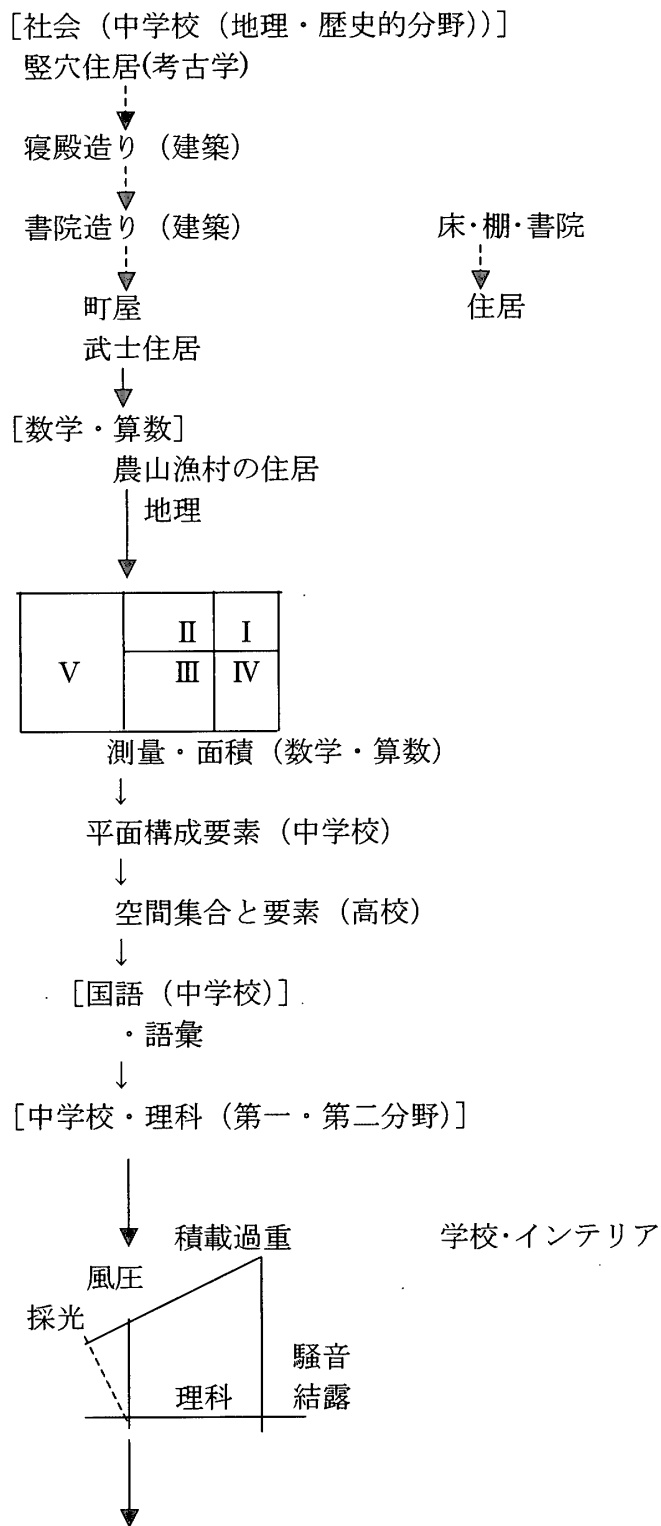 [社会（中学校（地理・歴史的分野））]
竪穴住居(考古学)
寝殿造り（建築）
書院造り（建築）
床・棚・書院
町屋
住居
武士住居
[数学・算数]
農山漁村の住居
地理
Ⅱ Ⅰ
Ⅴ Ⅲ Ⅳ
測量・面積（数学・算数）
↓
平面構成要素（中学校）
↓
空間集合と要素（高校）
↓
[国語（中学校）]
・語彙
↓
[中学校・理科（第一・第二分野）]
積載過重
学校・インテリア
風圧
採光
騒音
理科
結露